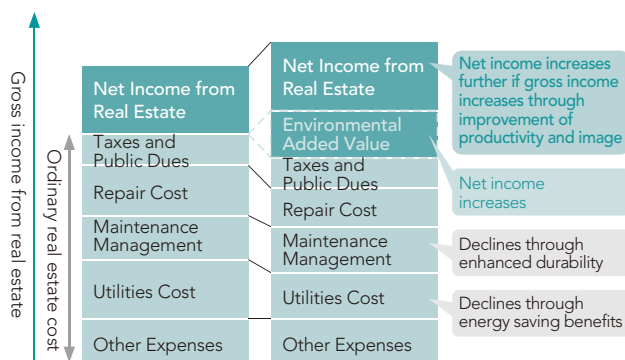 Gross income from real estate
Ordinary real estate cost
Net Income from
Real Estate
Taxes and
Public Dues
Repair Cost
Maintenance
Management
Utilities Cost
Other Expenses
Net Income from
Real Estate
Environmental
Added Value
Taxes and
Public Dues
Repair Cost
Maintenance
Management
Utilities Cost
Other Expenses
Net income increases
further if gross income
increases through
improvement of
productivity and image
Net income
increases
Declines through
enhanced durability
Declines through
energy saving benefits